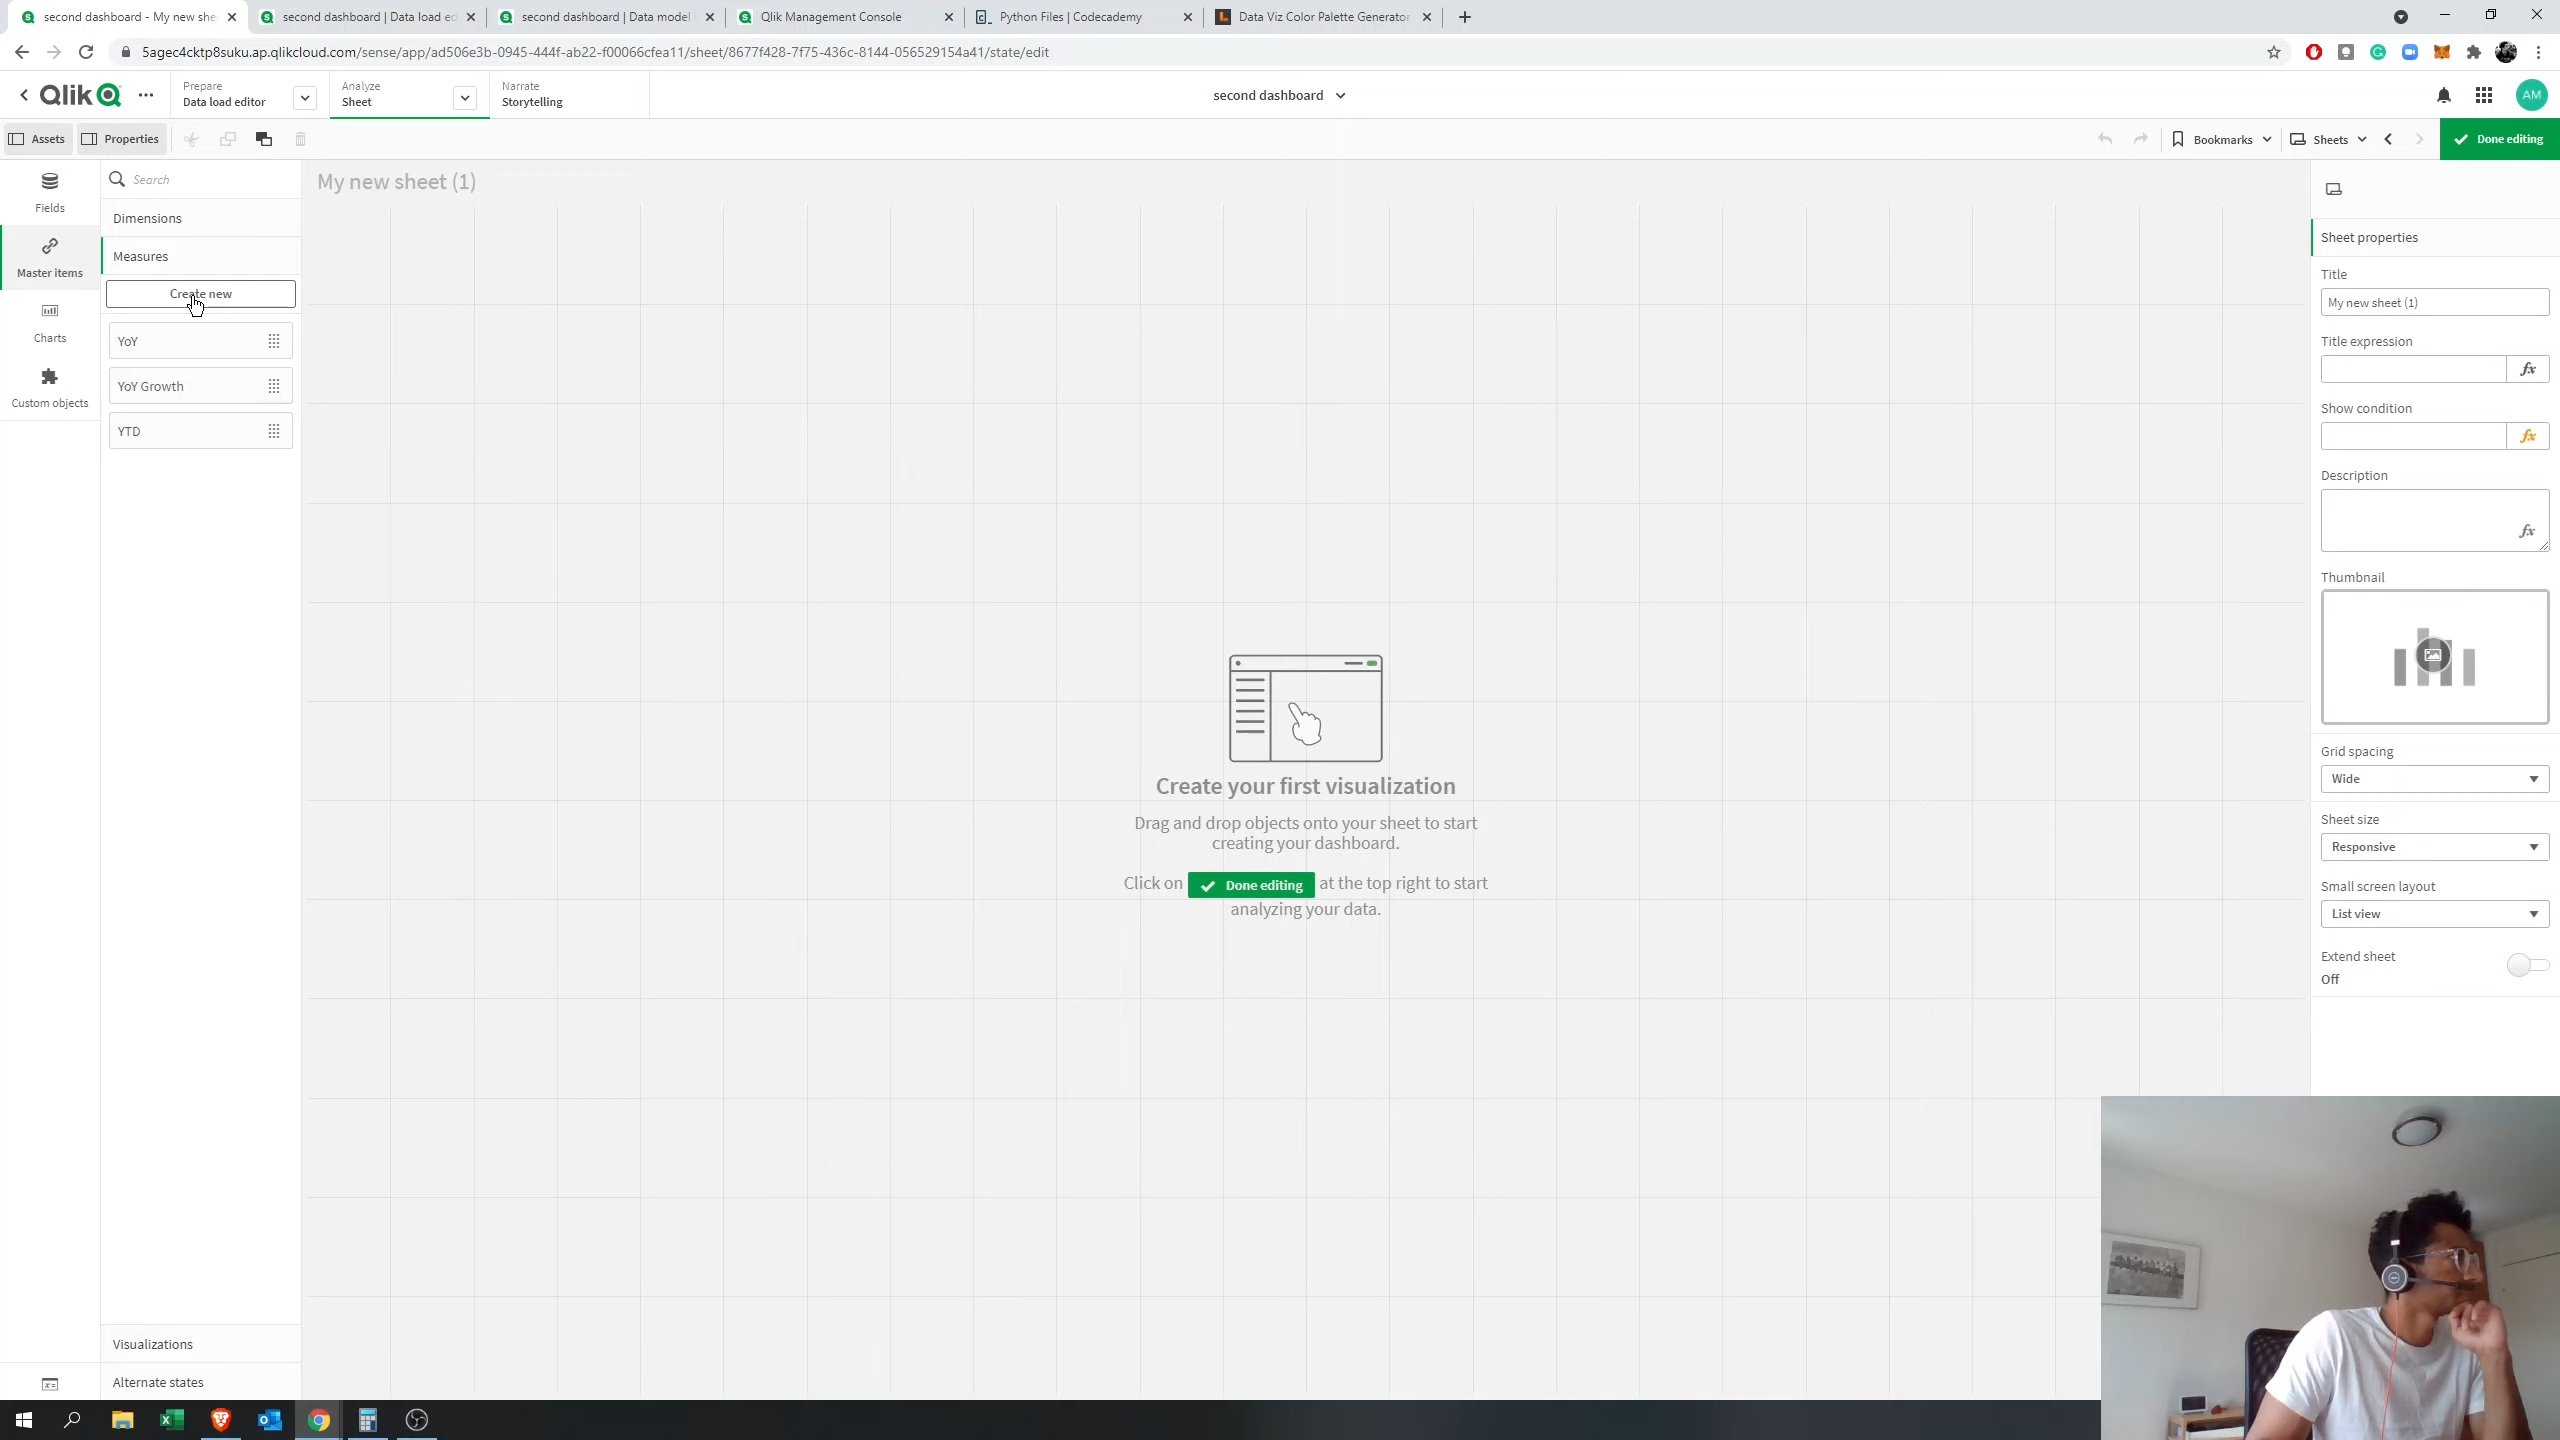 second dashboard - My new she
second dashboard | Data load ed
second dashboard | Data model v
Qlik Management Console
Python Files | Codecademy
Data Viz Color Palette Generator
5agec4cktp8suku.ap.qlikcloud.com/sense/app/ad506e3b-0945-444f-ab22-f00066cfea11/sheet/8677f428-7f75-436c-8144-056529154a41/state/edit
Qlik
Prepare
Data load editor
Analyze
Sheet
Narrate
Storytelling
second dashboard
AM
Assets
Properties
Bookmarks
Sheets
Done editing
Fields
Master items
Charts
Custom objects
Search
Dimensions
Measures
Create new
YoY
YoY Growth
YTD
Visualizations
Alternate states
My new sheet (1)
Create your first visualization
Drag and drop objects onto your sheet to start
creating your dashboard.
Click on Done editing at the top right to start
analyzing your data.
Sheet properties
Title
My new sheet (1)
Title expression
fx
Show condition
fx
Description
fx
Thumbnail
Grid spacing
Wide
Sheet size
Responsive
Small screen layout
List view
Extend sheet
Off